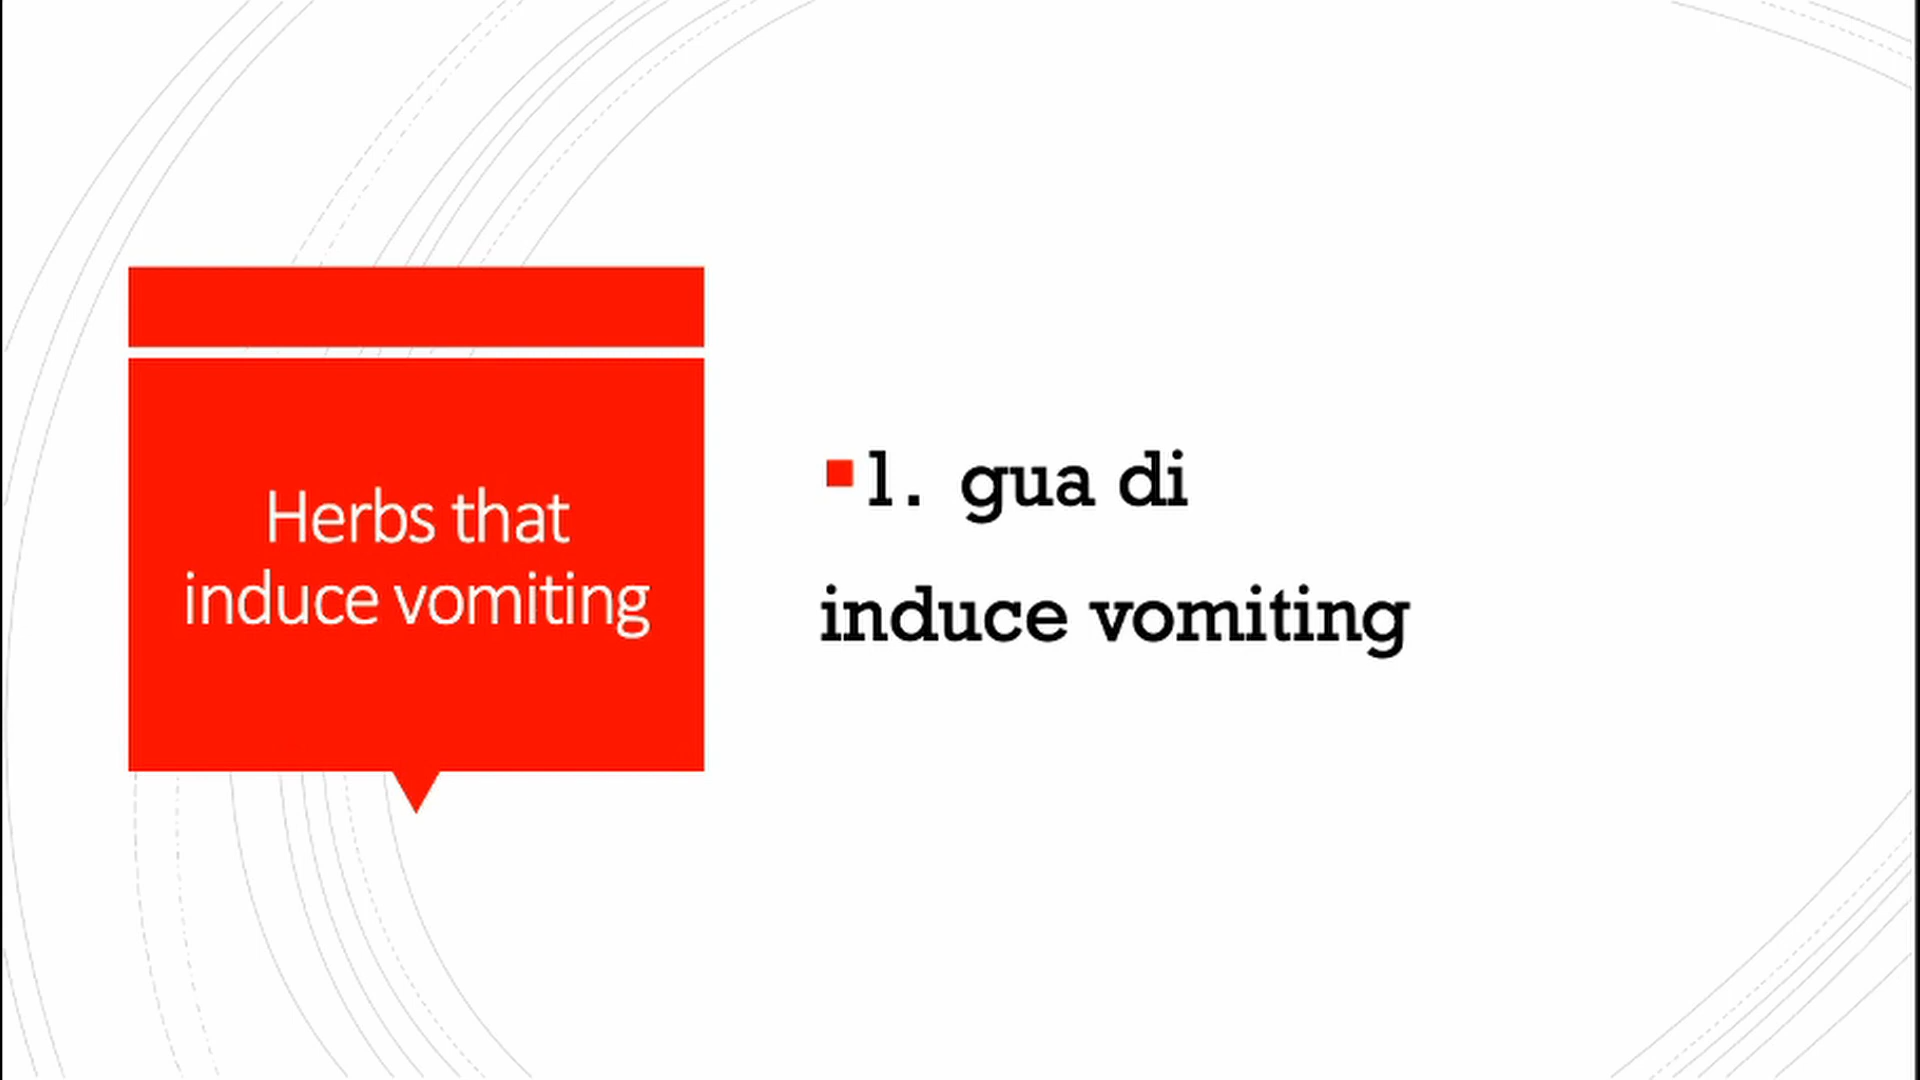 Herbs that
induce vomiting
1. gua di
induce vomiting